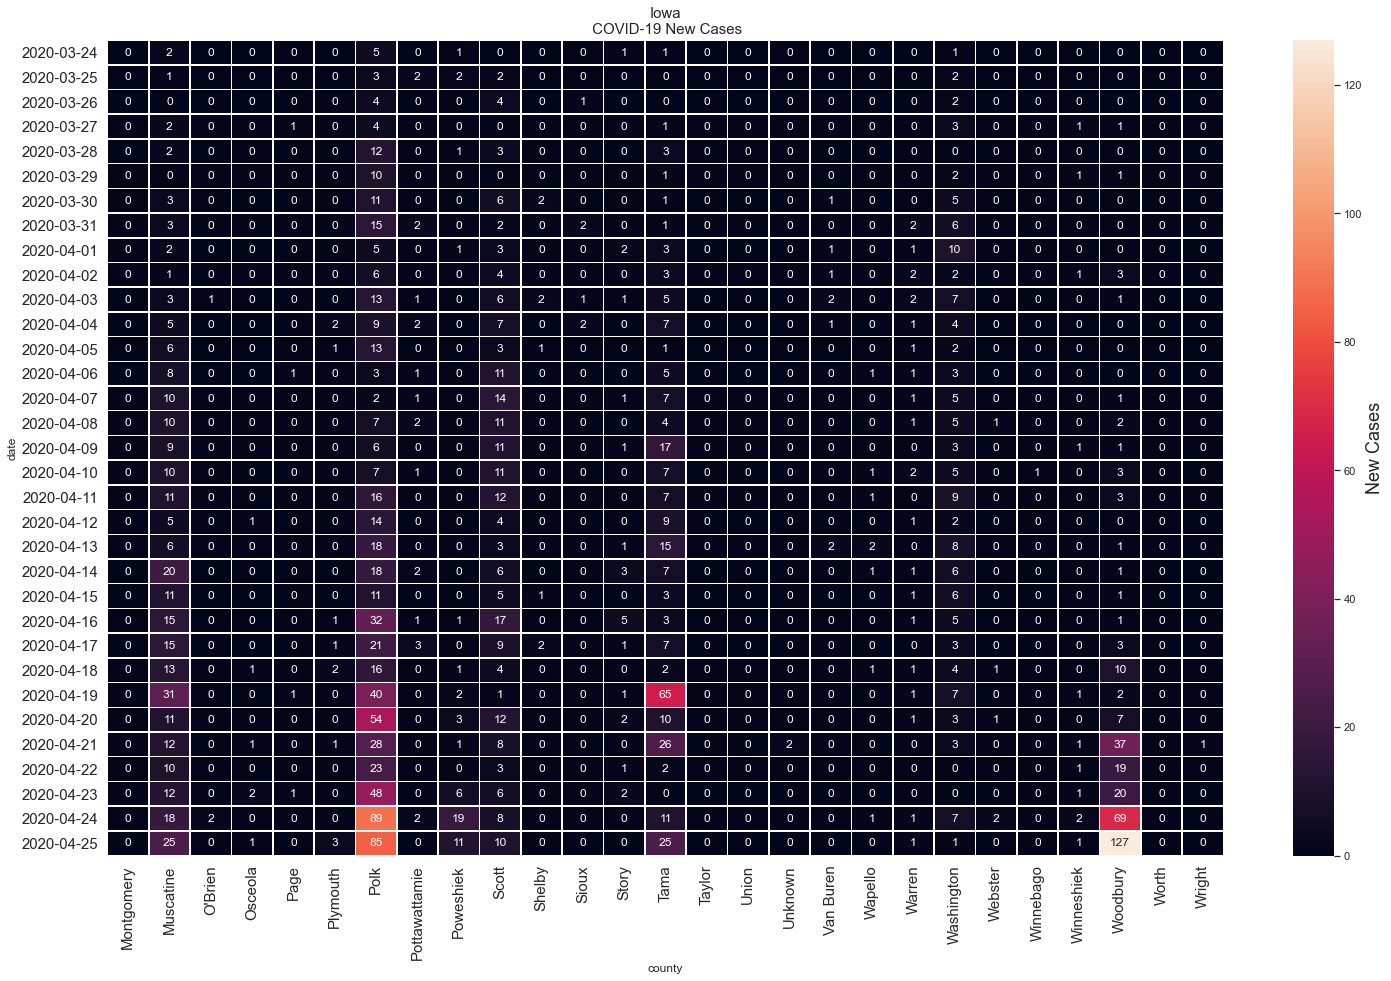 Iowa
COVID-19 New Cases
2020-03-24 0 2 0 0 0 0 5 0 1 0 0 0 1 1 0 0 0 0 0 0 1 0 0 0 0 0 0
2020-03-25 0 1 0 0 0 0 3 2 2 2 0 0 0 0 0 0 0 0 0 0 2 0 0 0 0 0 0
2020-03-26 0 0 0 0 0 0 4 0 0 4 0 1 0 0 0 0 0 0 0 0 2 0 0 0 0 0 0
2020-03-27 0 2 0 0 1 0 4 0 0 0 0 0 0 1 0 0 0 0 0 0 3 0 0 1 1 0 0
2020-03-28 0 2 0 0 0 0 12 0 1 3 0 0 0 3 0 0 0 0 0 0 0 0 0 0 0 0 0
2020-03-29 0 0 0 0 0 0 10 0 0 0 0 0 0 1 0 0 0 0 0 0 2 0 0 1 1 0 0
2020-03-30 0 3 0 0 0 0 11 0 0 6 2 0 0 1 0 0 0 1 0 0 5 0 0 0 0 0 0
2020-03-31 0 3 0 0 0 0 15 2 0 2 0 2 0 1 0 0 0 0 0 2 6 0 0 0 0 0 0
2020-04-01 0 2 0 0 0 0 5 0 1 3 0 0 2 3 0 0 0 1 0 1 10 0 0 0 0 0 0
2020-04-02 0 1 0 0 0 0 6 0 0 4 0 0 0 3 0 0 0 1 0 2 2 0 0 1 3 0 0
2020-04-03 0 3 1 0 0 0 13 1 0 6 2 1 1 5 0 0 0 2 0 2 7 0 0 0 1 0 0
2020-04-04 0 5 0 0 0 2 9 2 0 7 0 2 0 7 0 0 0 1 0 1 4 0 0 0 0 0 0
2020-04-05 0 6 0 0 0 1 13 0 0 3 1 0 0 1 0 0 0 0 0 1 2 0 0 0 0 0 0
2020-04-06 0 8 0 0 1 0 3 1 0 11 0 0 0 5 0 0 0 0 1 1 3 0 0 0 0 0 0
2020-04-07 0 10 0 0 0 0 2 1 0 14 0 0 1 7 0 0 0 0 0 1 5 0 0 0 1 0 0
2020-04-08 0 10 0 0 0 0 7 2 0 11 0 0 0 4 0 0 0 0 0 1 5 1 0 0 2 0 0
2020-04-09 0 9 0 0 0 0 6 0 0 11 0 0 1 17 0 0 0 0 0 0 3 0 0 1 1 0 0
2020-04-10 0 10 0 0 0 0 7 1 0 11 0 0 0 7 0 0 0 0 1 2 5 0 1 0 3 0 0
2020-04-11 0 11 0 0 0 0 16 0 0 12 0 0 0 7 0 0 0 0 1 0 9 0 0 0 3 0 0
2020-04-12 0 5 0 1 0 0 14 0 0 4 0 0 0 9 0 0 0 0 0 1 2 0 0 0 0 0 0
2020-04-13 0 6 0 0 0 0 18 0 0 3 0 0 1 15 0 0 0 2 2 0 8 0 0 0 1 0 0
2020-04-14 0 20 0 0 0 0 18 2 0 6 0 0 3 7 0 0 0 0 1 1 6 0 0 0 1 0 0
2020-04-15 0 11 0 0 0 0 11 0 0 5 1 0 0 3 0 0 0 0 0 1 6 0 0 0 1 0 0
2020-04-16 0 15 0 0 0 1 32 1 1 17 0 0 5 3 0 0 0 0 0 1 5 0 0 0 1 0 0
2020-04-17 0 15 0 0 0 1 21 3 0 9 2 0 1 7 0 0 0 0 0 0 3 0 0 0 3 0 0
2020-04-18 0 13 0 1 0 2 16 0 1 4 0 0 0 2 0 0 0 0 1 1 4 1 0 0 10 0 0
2020-04-19 0 31 0 0 1 0 40 0 2 1 0 0 1 65 0 0 0 0 0 1 7 0 0 1 2 0 0
2020-04-20 0 11 0 0 0 0 54 0 3 12 0 0 2 10 0 0 0 0 0 1 3 1 0 0 7 0 0
2020-04-21 0 12 0 1 0 1 28 0 1 8 0 0 0 26 0 0 2 0 0 0 3 0 0 1 37 0 1
2020-04-22 0 10 0 0 0 0 23 0 0 3 0 0 1 2 0 0 0 0 0 0 0 0 0 1 19 0 0
2020-04-23 0 12 0 2 1 0 48 0 6 6 0 0 2 0 0 0 0 0 0 0 0 0 0 1 20 0 0
2020-04-24 0 18 2 0 0 0 89 2 19 8 0 0 0 11 0 0 0 0 1 1 7 2 0 2 69 0 0
2020-04-25 0 25 0 1 0 3 85 0 11 10 0 0 0 25 0 0 0 0 0 1 1 0 0 1 127 0 0
Montgomery Muscatine O'Brien Osceola Page Plymouth Polk Pottawattamie Poweshiek Scott Shelby Sioux Story Tama Taylor Union Unknown Van Buren Wapello Warren Washington Webster Winnebago Winneshiek Woodbury Worth Wright
county
date
120
100
80
60
40
20
0
New Cases